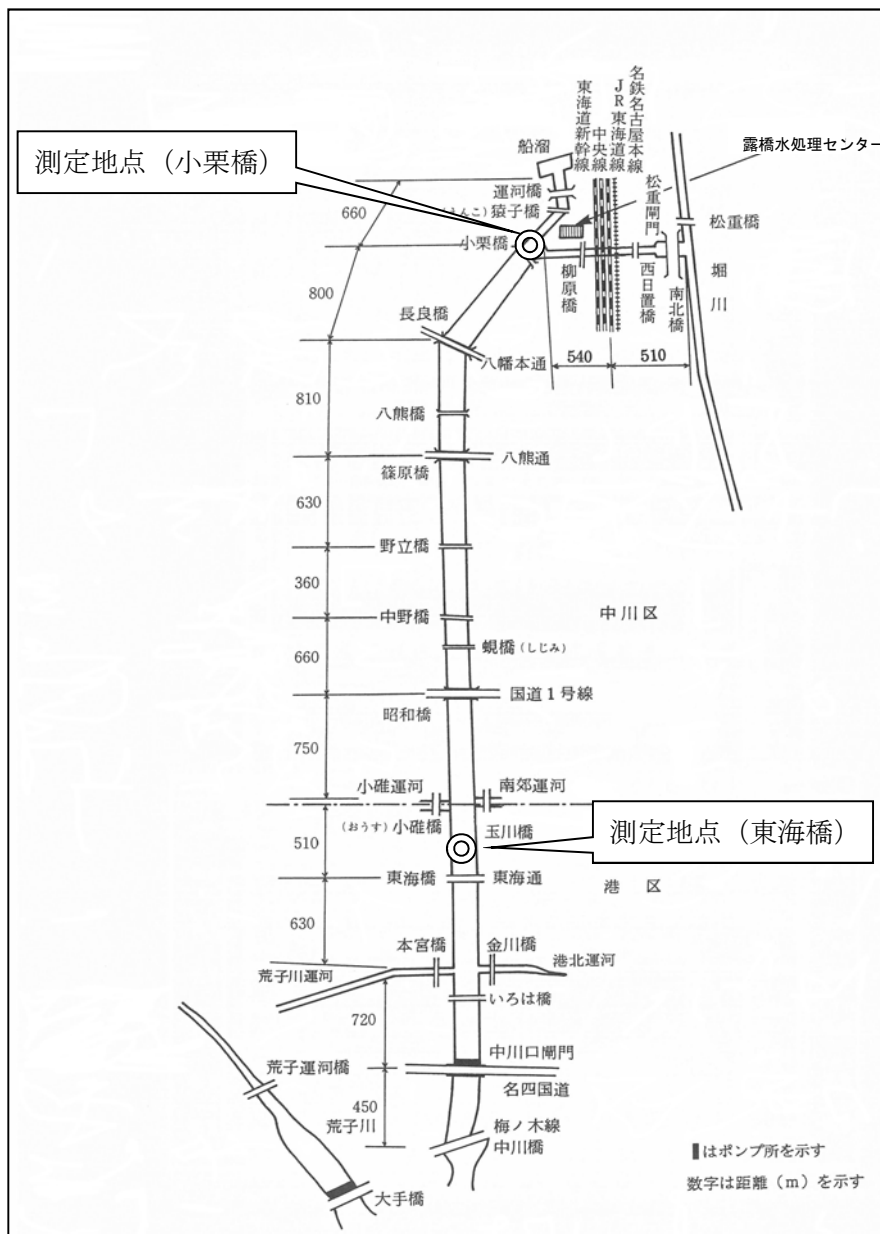 測定地点（小栗橋）
船溜
東海道新幹線
中央線
JR東海道線
名鉄名古屋本線
露橋水処理センター
運河橋
猿子橋
小栗橋
柳原橋
松重閘門
西日置橋
南北橋
松重橋
堀川
660
800
長良橋
八幡本通
540
510
810
八熊橋
篠原橋
八熊通
630
野立橋
360
中野橋
中川区
660
蜆橋（しじみ）
国道1号線
昭和橋
750
小碓運河
南郊運河
（おうす）小碓橋
玉川橋
測定地点（東海橋）
510
東海橋
東海通
港区
630
本宮橋
金川橋
荒子川運河
港北運河
いろは橋
720
中川口閘門
荒子運河橋
名四国道
450
荒子川
梅ノ木線
中川橋
大手橋
▮はポンプ所を示す
数字は距離（m）を示す